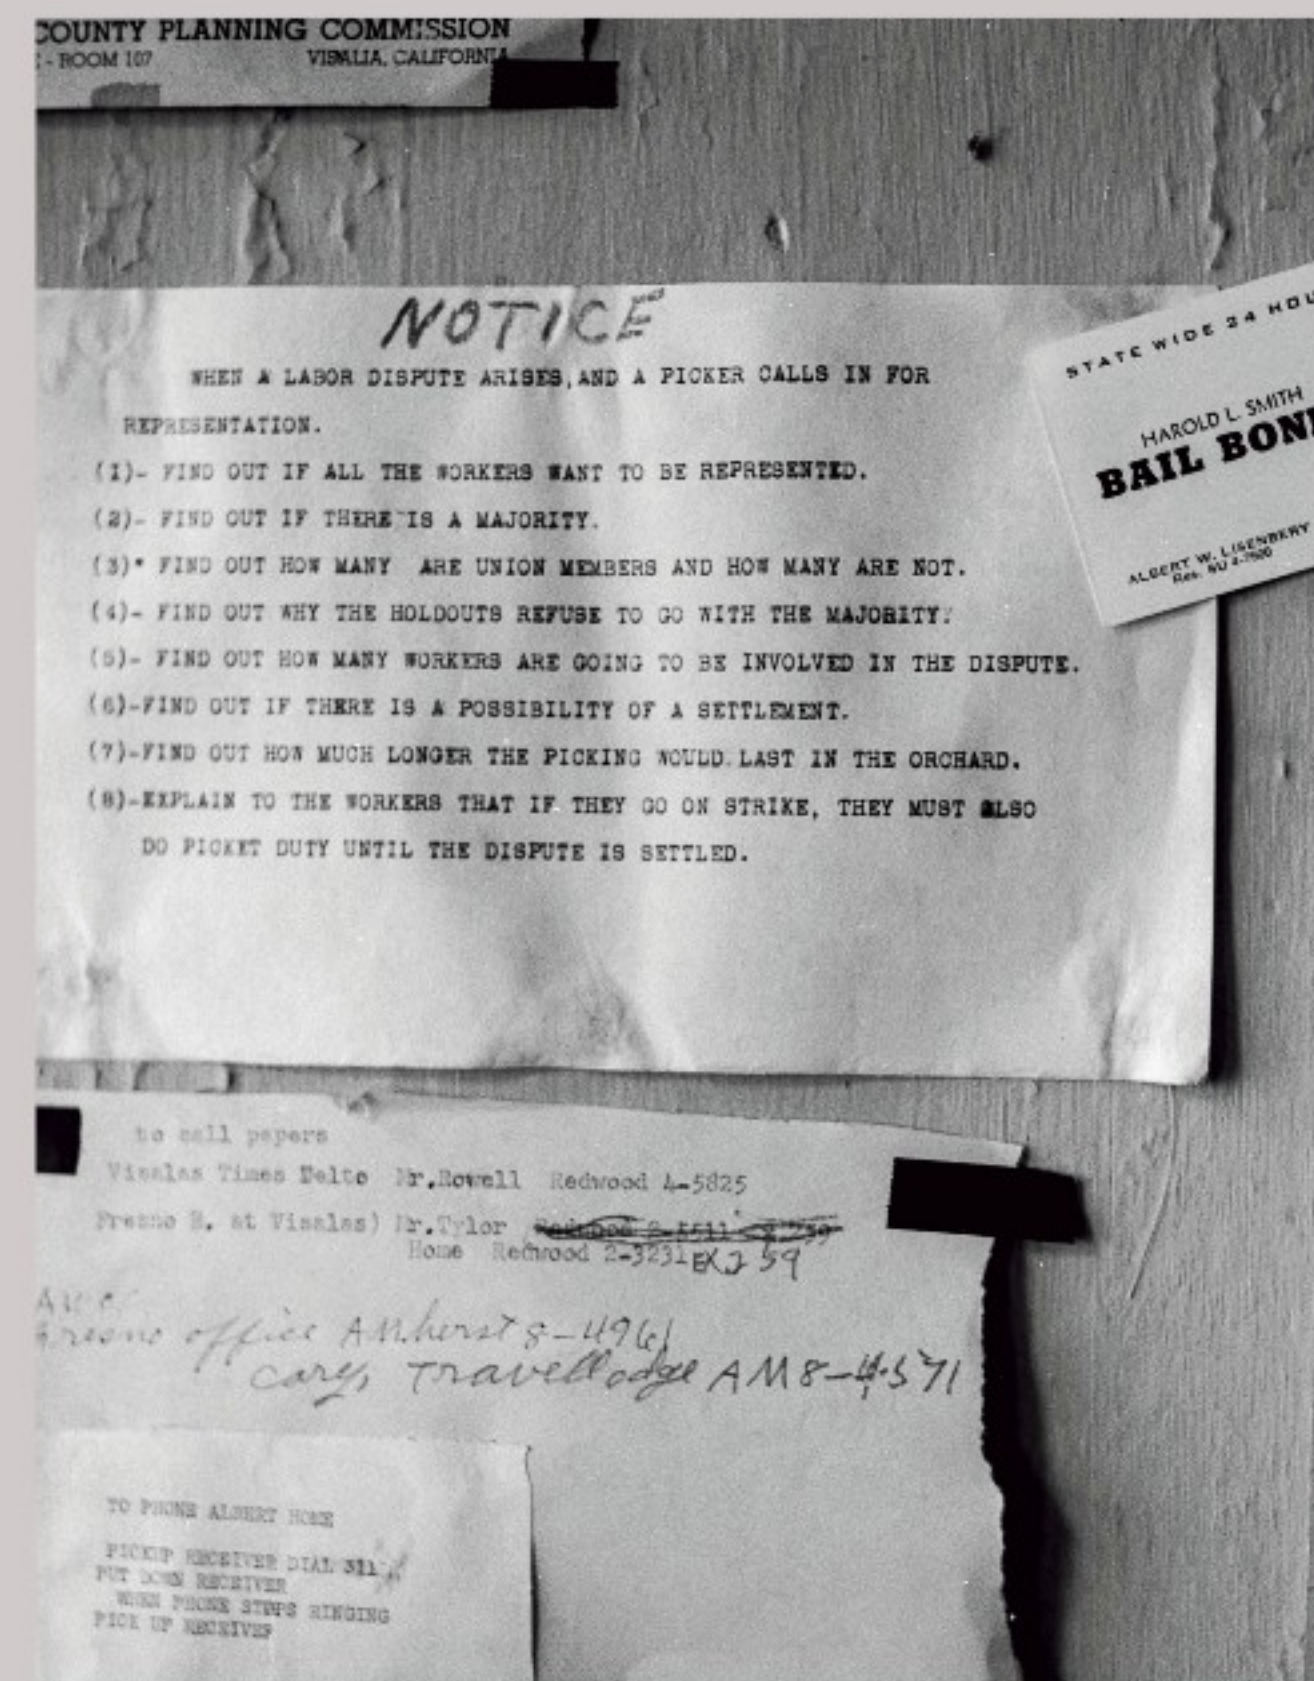 COUNTY PLANNING COMMISSION
- ROOM 107 VISALIA, CALIFORNIA
NOTICE
WHEN A LABOR DISPUTE ARISES, AND A PICKER CALLS IN FOR
REPRESENTATION.
(1)- FIND OUT IF ALL THE WORKERS WANT TO BE REPRESENTED.
(2)- FIND OUT IF THERE IS A MAJORITY.
(3)- FIND OUT HOW MANY ARE UNION MEMBERS AND HOW MANY ARE NOT.
(4)- FIND OUT WHY THE HOLDOUTS REFUSE TO GO WITH THE MAJORITY.
(5)- FIND OUT HOW MANY WORKERS ARE GOING TO BE INVOLVED IN THE DISPUTE.
(6)-FIND OUT IF THERE IS A POSSIBILITY OF A SETTLEMENT.
(7)-FIND OUT HOW MUCH LONGER THE PICKING WOULD LAST IN THE ORCHARD.
(8)-EXPLAIN TO THE WORKERS THAT IF THEY GO ON STRIKE, THEY MUST ALSO
DO PICKET DUTY UNTIL THE DISPUTE IS SETTLED.
STATE WIDE 24 HOU
HAROLD L. SMITH
BAIL BON
ALBERT W. LISENBERY
Res.
to call papers
Visalas Times Delto Mr.Rowell Redwood 4-5825
Fresno B. at Visalas) Mr.Tylor
Home Redwood 2-3231 EX 259
Fresno office AMherst 8-4961
Travellodge AM8-4571
TO PHONE ALBERT HOME
PICKUP RECEIVER DIAL 311
PUT DOWN RECEIVER
WHEN PHONE STOPS RINGING
PICK UP RECEIVER